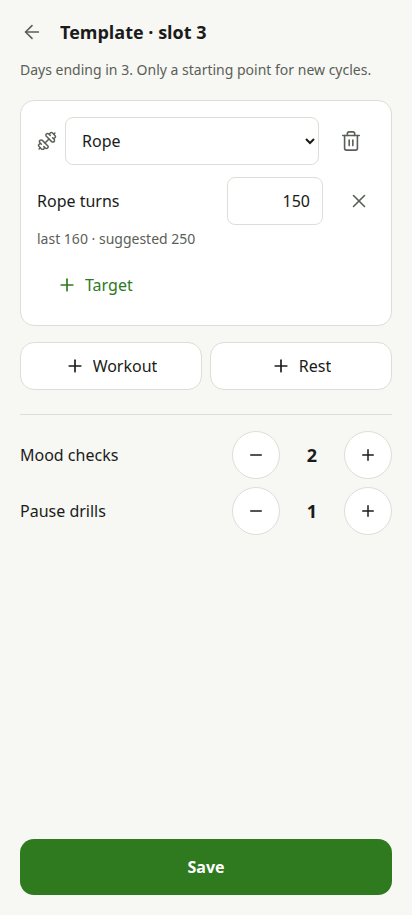 Template · slot 3
Days ending in 3. Only a starting point for new cycles.
Rope
Rope turns 150
last 160 · suggested 250
Target
Workout Rest
Mood checks 2
Pause drills 1
Save